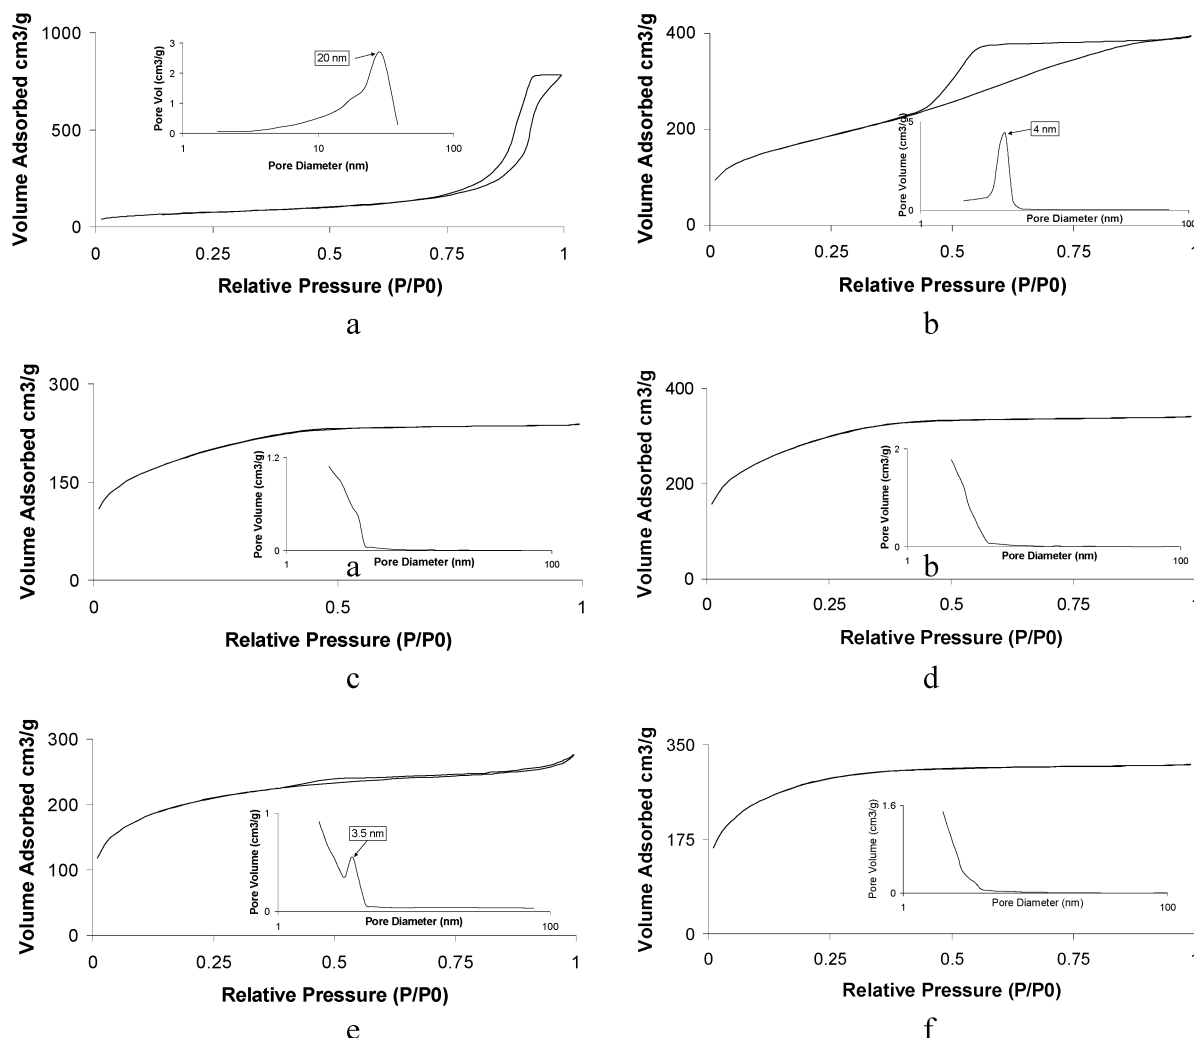 Volume Adsorbed cm3/g
1000
500
0
0
0.25
0.5
0.75
1
Relative Pressure (P/P0)
Pore Vol (cm3/g)
3
2
1
0
1
10
100
Pore Diameter (nm)
20 nm
a
Volume Adsorbed cm3/g
400
200
0
0
0.25
0.5
0.75
1
Relative Pressure (P/P0)
Pore Volume (cm3/g)
5
0
1
100
Pore Diameter (nm)
4 nm
b
Volume Adsorbed cm3/g
300
150
0
0
0.5
1
Relative Pressure (P/P0)
Pore Volume (cm3/g)
1.2
0
1
100
Pore Diameter (nm)
a
c
Volume Adsorbed cm3/g
400
200
0
0
0.25
0.5
0.75
1
Relative Pressure (P/P0)
Pore Volume (cm3/g)
2
0
1
100
Pore Diameter (nm)
b
d
Volume Adsorbed cm3/g
300
200
100
0
0
0.25
0.5
0.75
1
Relative Pressure (P/P0)
Pore Volume (cm3/g)
1
0
1
100
Pore Diameter (nm)
3.5 nm
e
Volume Adsorbed cm3/g
350
175
0
0
0.25
0.5
0.75
1
Relative Pressure (P/P0)
Pore Volume (cm3/g)
1.6
0
1
100
Pore Diameter (nm)
f